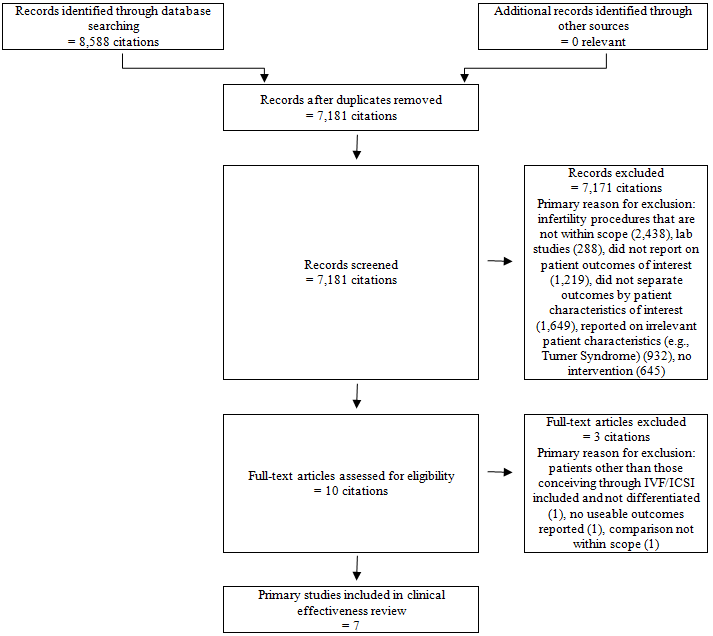 Records identified through database
searching
= 8,588 citations
Additional records identified through
other sources
= 0 relevant
Records after duplicates removed
= 7,181 citations
Records screened
= 7,181 citations
Records excluded
= 7,171 citations
Primary reason for exclusion:
infertility procedures that are
not within scope (2,438), lab
studies (288), did not report on
patient outcomes of interest
(1,219), did not separate
outcomes by patient
characteristics of interest
(1,649), reported on irrelevant
patient characteristics (e.g.,
Turner Syndrome) (932), no
intervention (645)
Full-text articles assessed for eligibility
= 10 citations
Full-text articles excluded
= 3 citations
Primary reason for exclusion:
patients other than those
conceiving through IVF/ICSI
included and not differentiated
(1), no useable outcomes
reported (1), comparison not
within scope (1)
Primary studies included in clinical
effectiveness review
= 7